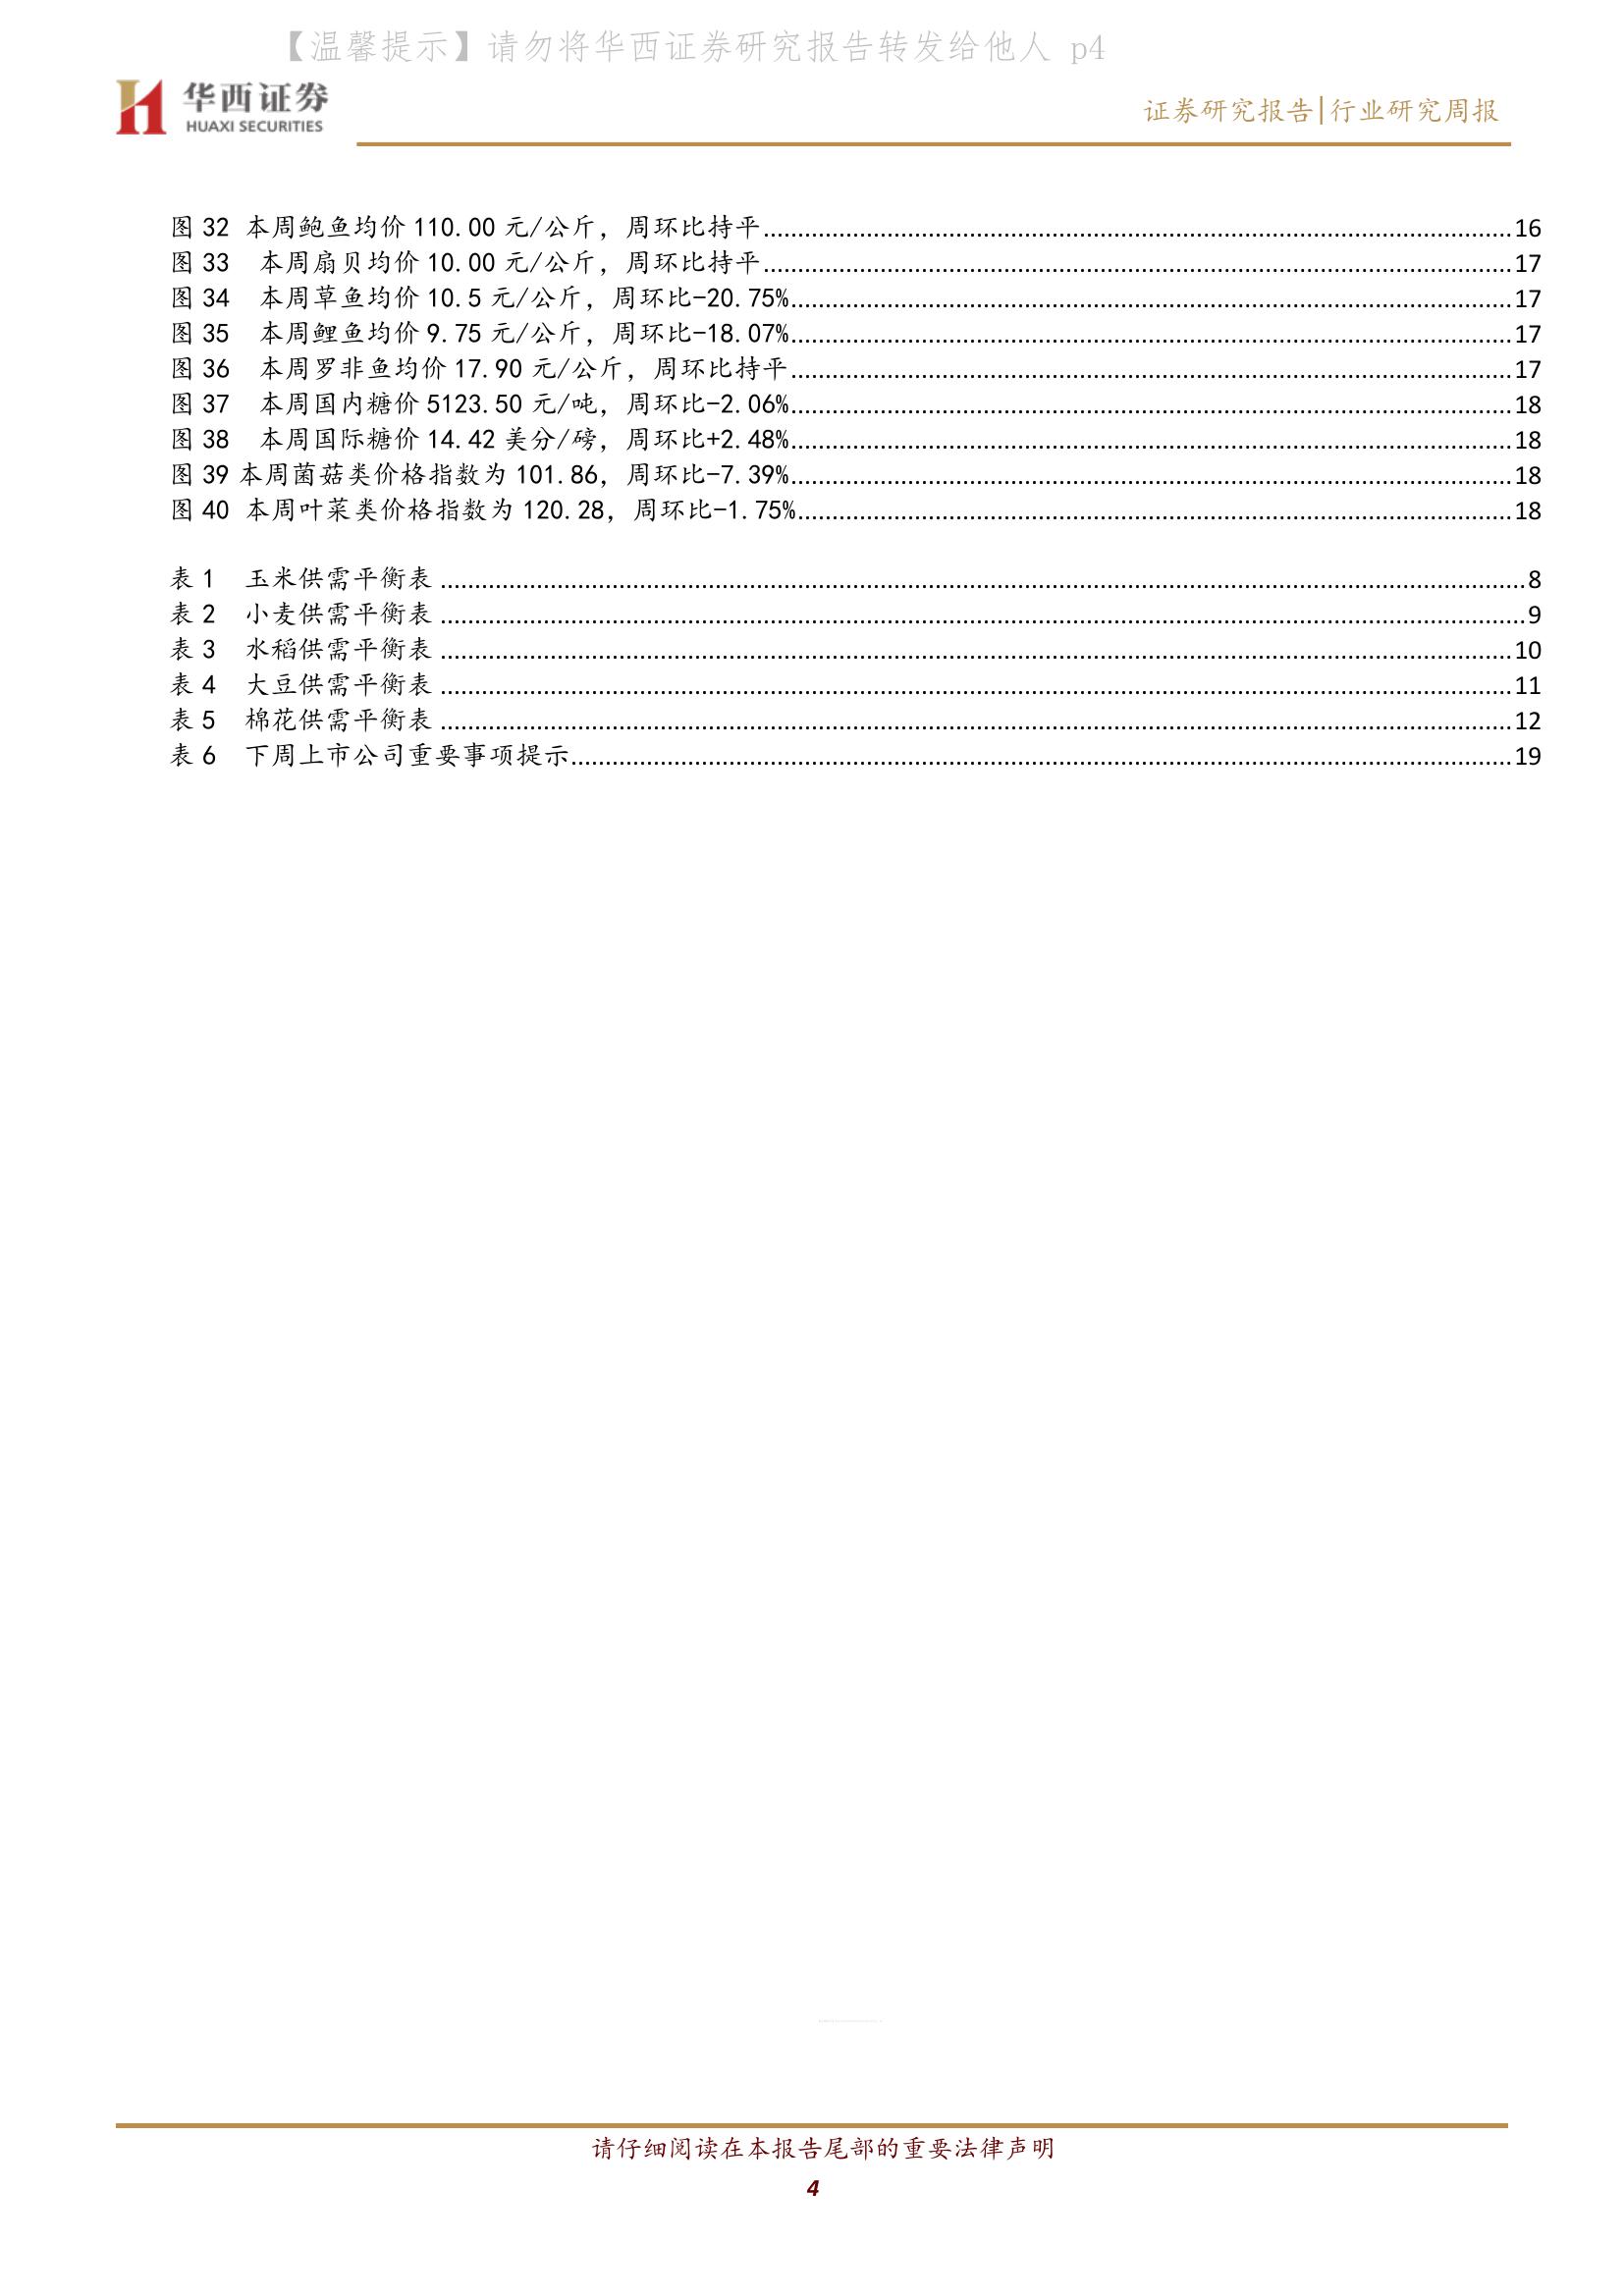 【温馨提示】请勿将华西证券研究报告转发给他人 p4
华西证券
HUAXI SECURITIES
证券研究报告|行业研究周报
图 32 本周鲍鱼均价 110.00 元/公斤，周环比持平........16
图 33 本周扇贝均价 10.00 元/公斤，周环比持平........17
图 34 本周草鱼均价 10.5 元/公斤，周环比-20.75%........17
图 35 本周鲤鱼均价 9.75 元/公斤，周环比-18.07%........17
图 36 本周罗非鱼均价 17.90 元/公斤，周环比持平........17
图 37 本周国内糖价 5123.50 元/吨，周环比-2.06%........18
图 38 本周国际糖价 14.42 美分/磅，周环比+2.48%........18
图 39 本周菌菇类价格指数为 101.86，周环比-7.39%........18
图 40 本周叶菜类价格指数为 120.28，周环比-1.75%........18
表 1 玉米供需平衡表........8
表 2 小麦供需平衡表........9
表 3 水稻供需平衡表........10
表 4 大豆供需平衡表........11
表 5 棉花供需平衡表........12
表 6 下周上市公司重要事项提示........19
请仔细阅读在本报告尾部的重要法律声明
4